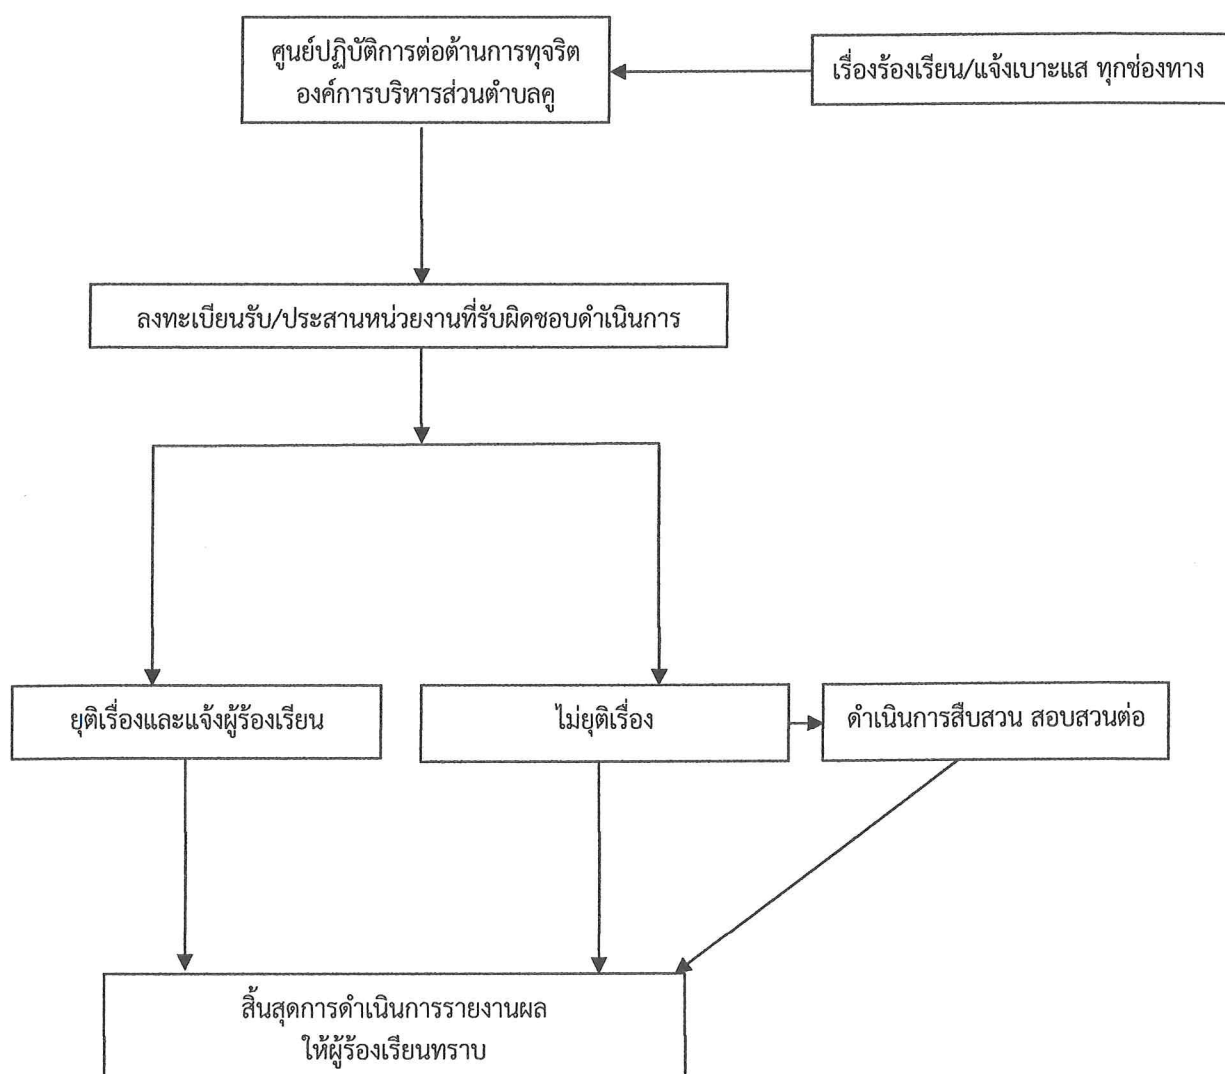 ศูนย์ปฏิบัติการต่อต้านการทุจริต
องค์การบริหารส่วนตำบลคู
เรื่องร้องเรียน/แจ้งเบาะแส ทุกช่องทาง
ลงทะเบียนรับ/ประสานหน่วยงานที่รับผิดชอบดำเนินการ
ยุติเรื่องและแจ้งผู้ร้องเรียน
ไม่ยุติเรื่อง
ดำเนินการสืบสวน สอบสวนต่อ
สิ้นสุดการดำเนินการรายงานผล
ให้ผู้ร้องเรียนทราบ